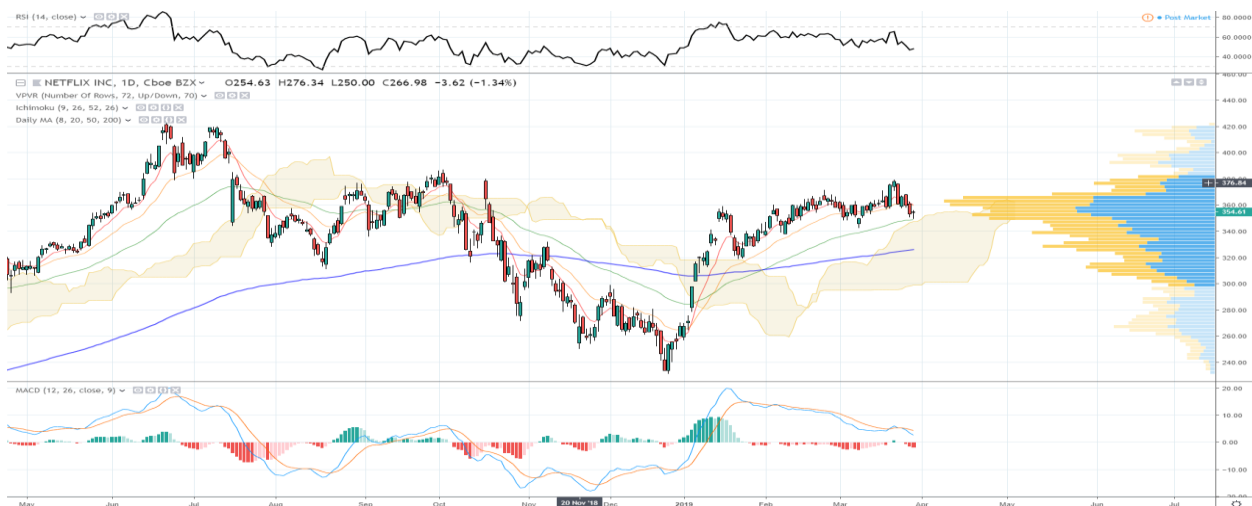 RSI (14, close)
Post Market
80.0000
60.0000
40.0000
NETFLIX INC, 1D, Cboe BZX O254.63 H276.34 L250.00 C266.98 -3.62 (-1.34%)
VPVR (Number Of Rows, 72, Up/Down, 70)
Ichimoku (9, 26, 52, 26)
Daily MA (8, 20, 50, 200)
460.00
440.00
420.00
400.00
376.84
360.00
354.61
340.00
320.00
300.00
280.00
260.00
240.00
MACD (12, 26, close, 9)
20.00
10.00
0.00
-10.00
-20.00
May Jun Jul Aug Sep Oct Nov 20 Nov '18 Dec 2019 Feb Mar Apr May Jun Jul